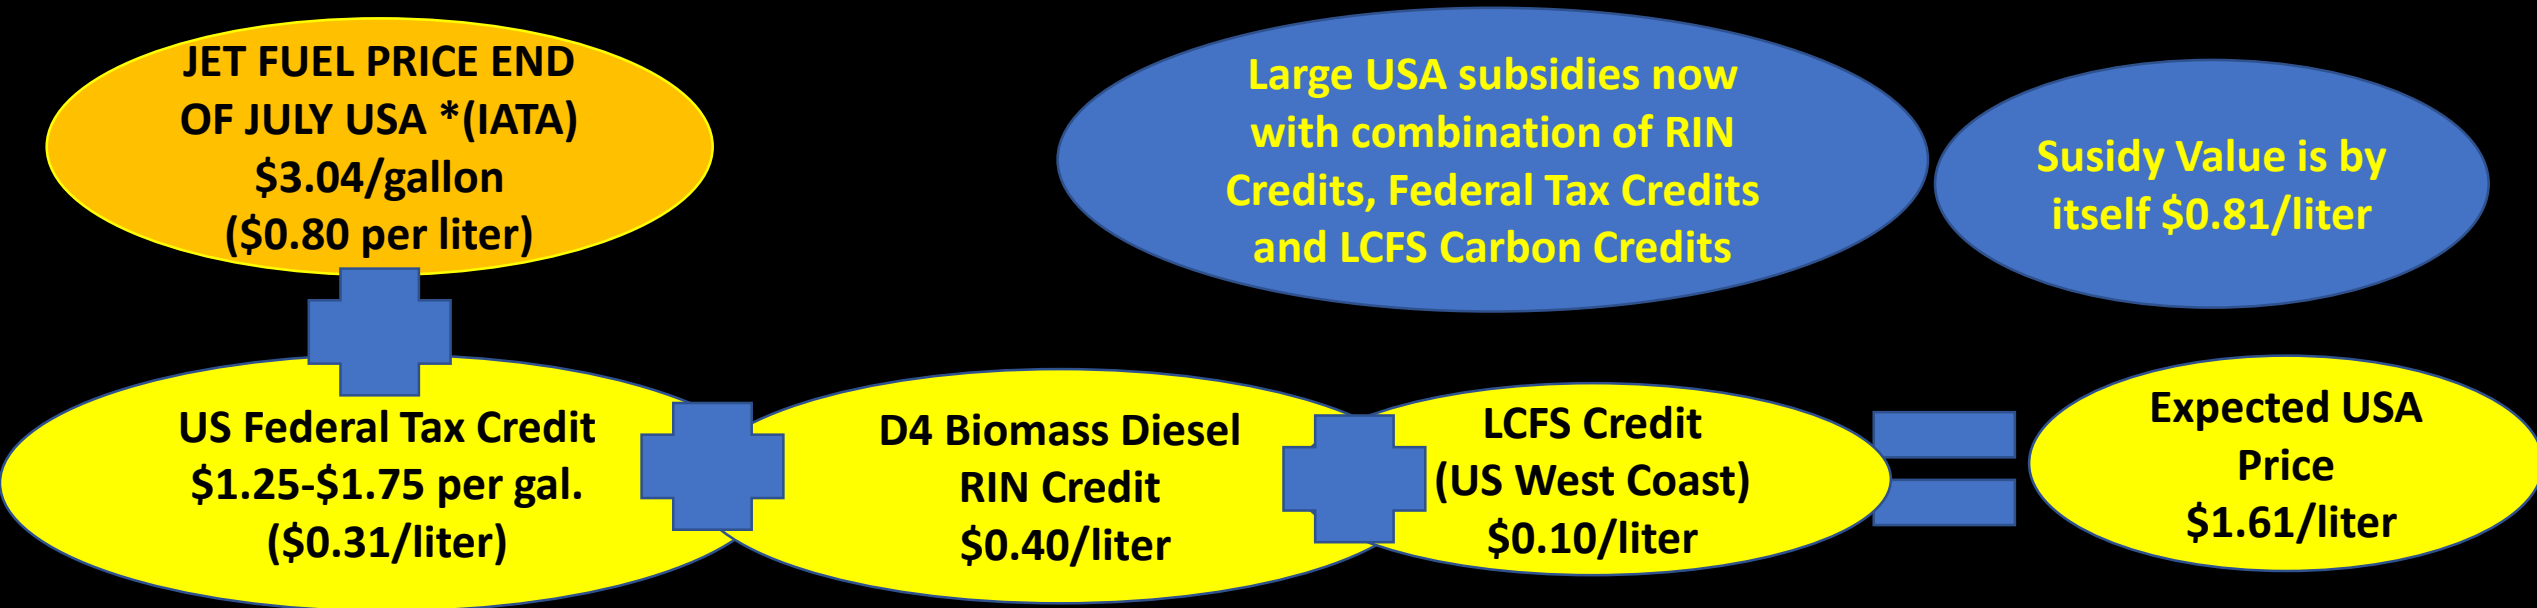 JET FUEL PRICE END
OF JULY USA *(IATA)
$3.04/gallon
($0.80 per liter)
Large USA subsidies now
with combination of RIN
Credits, Federal Tax Credits
and LCFS Carbon Credits
Susidy Value is by
itself $0.81/liter
US Federal Tax Credit
$1.25-$1.75 per gal.
($0.31/liter)
D4 Biomass Diesel
RIN Credit
$0.40/liter
LCFS Credit
(US West Coast)
$0.10/liter
Expected USA
Price
$1.61/liter